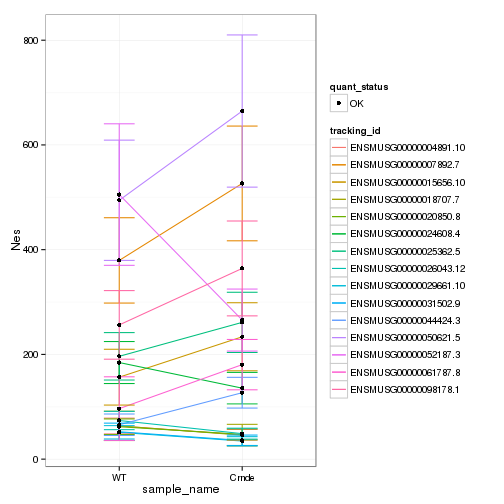 800
600
400
200
0
Nes
WT
Cmde
sample_name
quant_status
OK
tracking_id
ENSMUSG00000004891.10
ENSMUSG00000007892.7
ENSMUSG00000015656.10
ENSMUSG00000018707.7
ENSMUSG00000020850.8
ENSMUSG00000024608.4
ENSMUSG00000025362.5
ENSMUSG00000026043.12
ENSMUSG00000029661.10
ENSMUSG00000031502.9
ENSMUSG00000044424.3
ENSMUSG00000050621.5
ENSMUSG00000052187.3
ENSMUSG00000061787.8
ENSMUSG00000098178.1